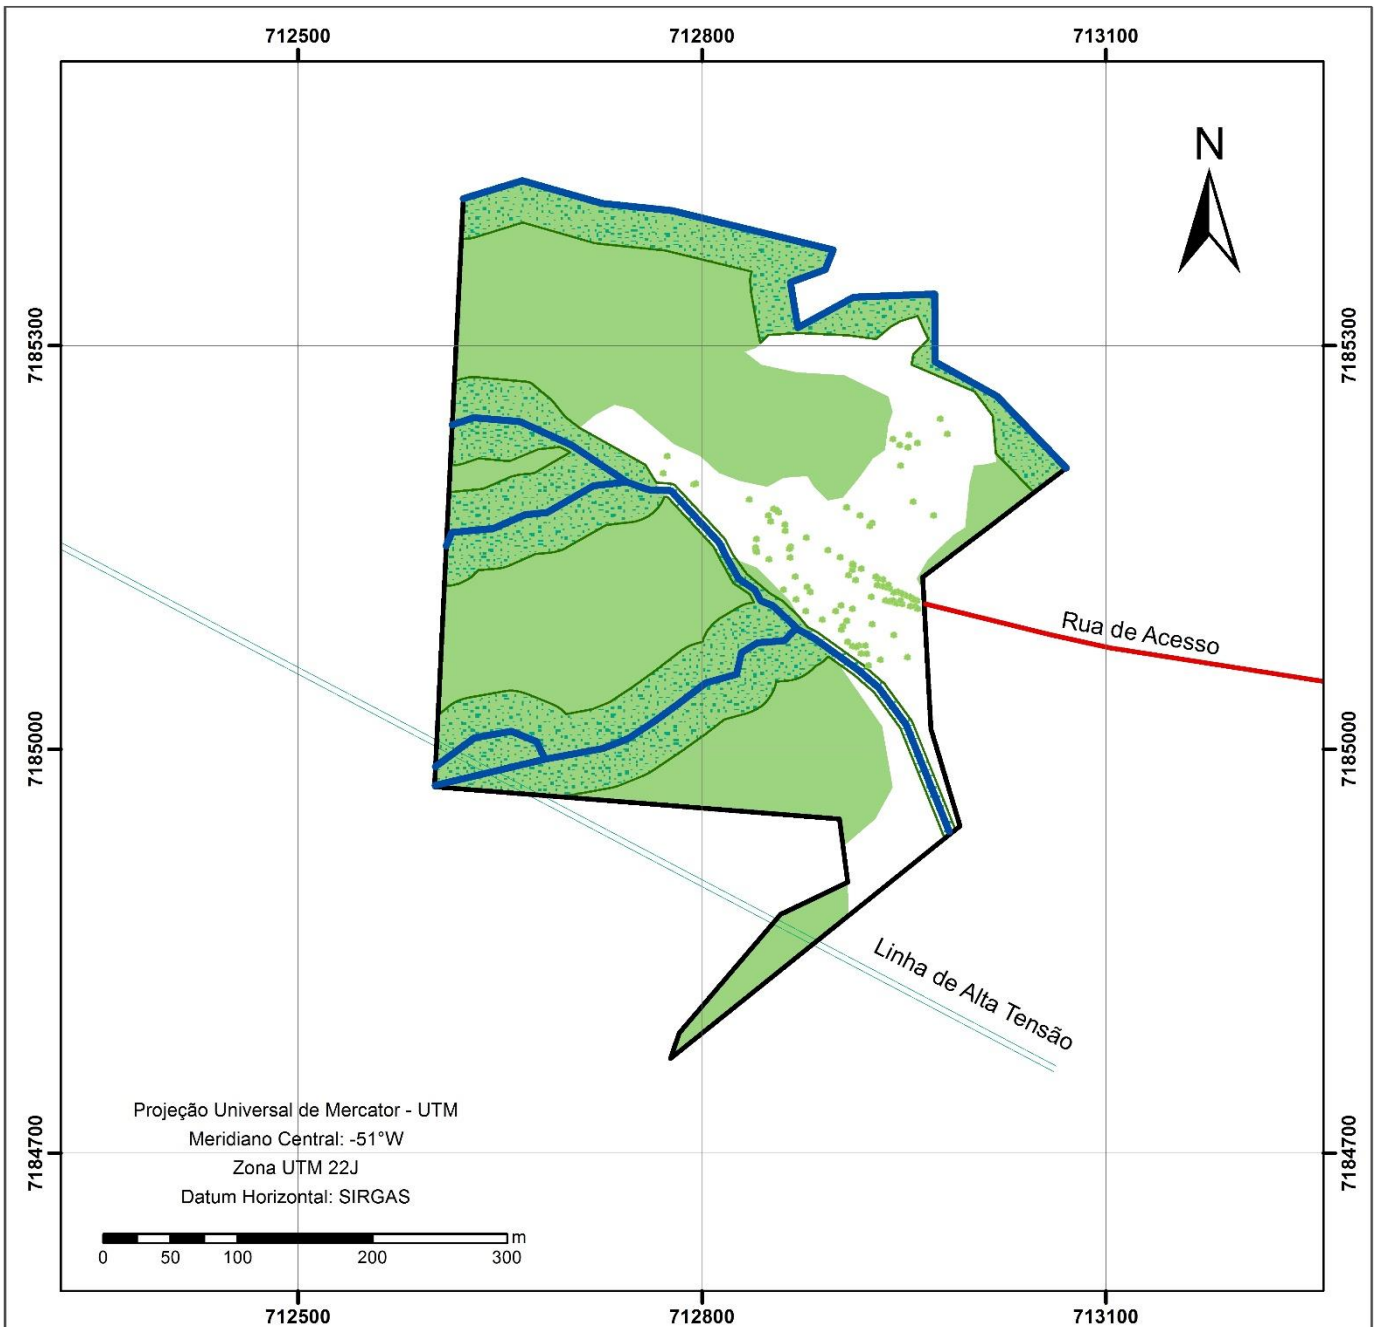 712500
712800
713100
N
7185300
7185300
Rua de Acesso
7185000
7185000
Linha de Alta Tensão
Projeção Universal de Mercator - UTM
Meridiano Central: -51°W
Zona UTM 22J
Datum Horizontal: SIRGAS
7184700
7184700
m
0 50 100 200 300
712500
712800
713100